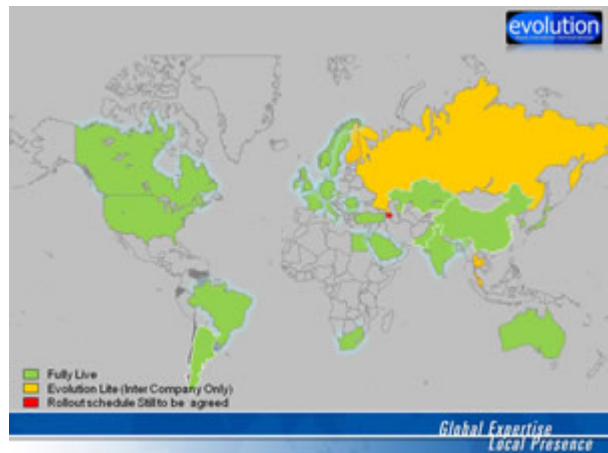 evolution
Fully Live
Evolution Lite (Inter Company Only)
Rollout schedule Still to be agreed
Global Expertise
Local Presence